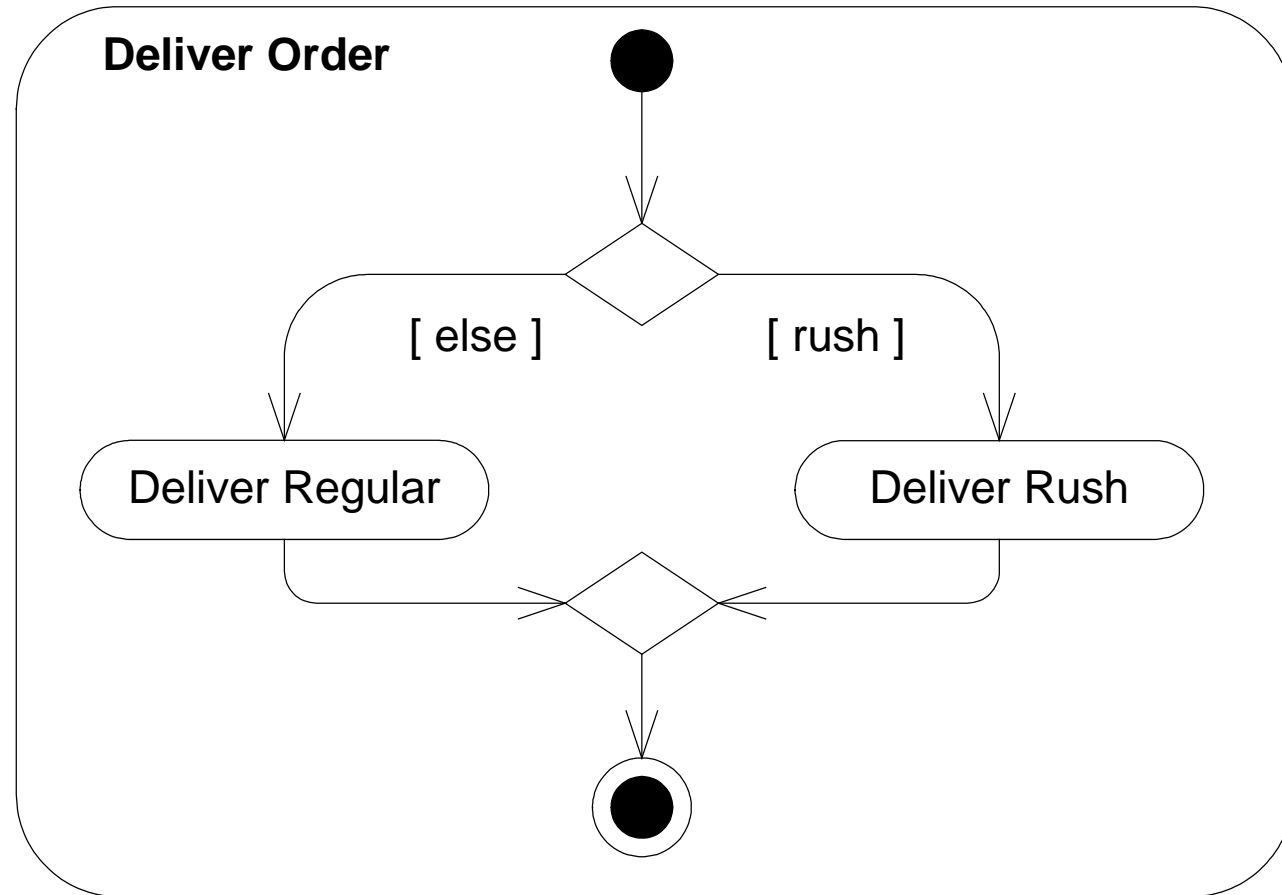 Deliver Order
[ else ]
[ rush ]
Deliver Regular
Deliver Rush